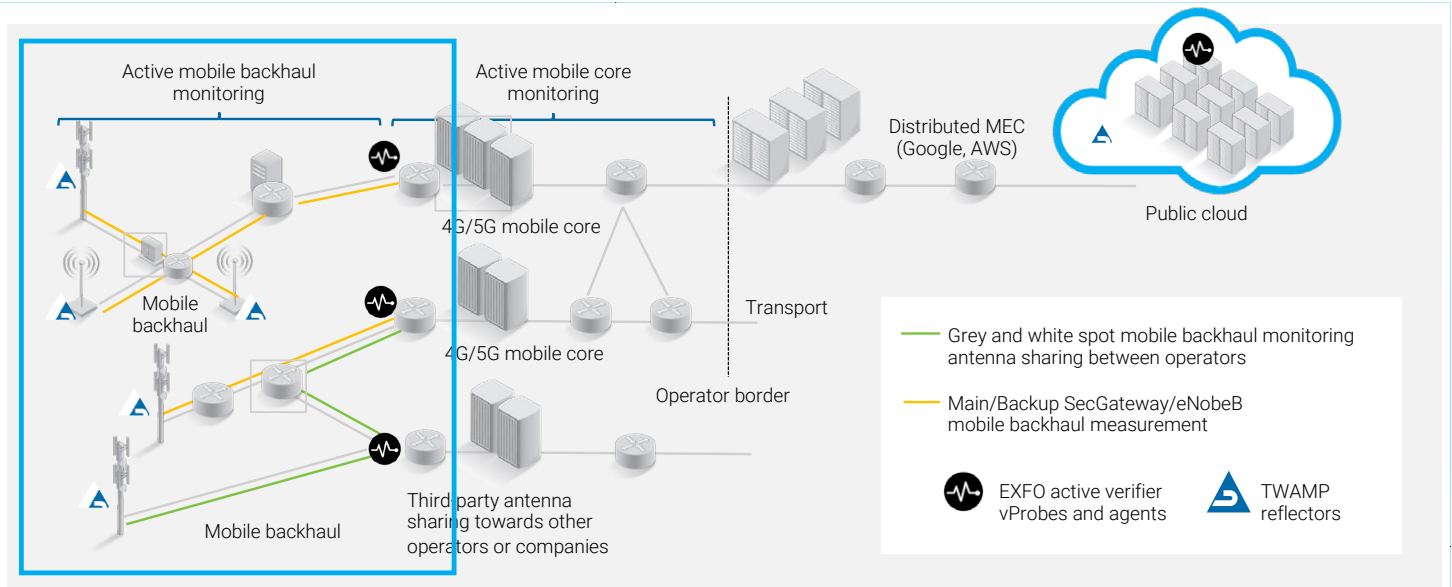 Active mobile backhaul
monitoring
Active mobile core
monitoring
Distributed MEC
(Google, AWS)
Public cloud
4G/5G mobile core
Mobile
backhaul
Transport
4G/5G mobile core
Operator border
Grey and white spot mobile backhaul monitoring
antenna sharing between operators
Main/Backup SecGateway/eNobeB
mobile backhaul measurement
EXFO active verifier
vProbes and agents
TWAMP
reflectors
Mobile backhaul
Third-party antenna
sharing towards other
operators or companies